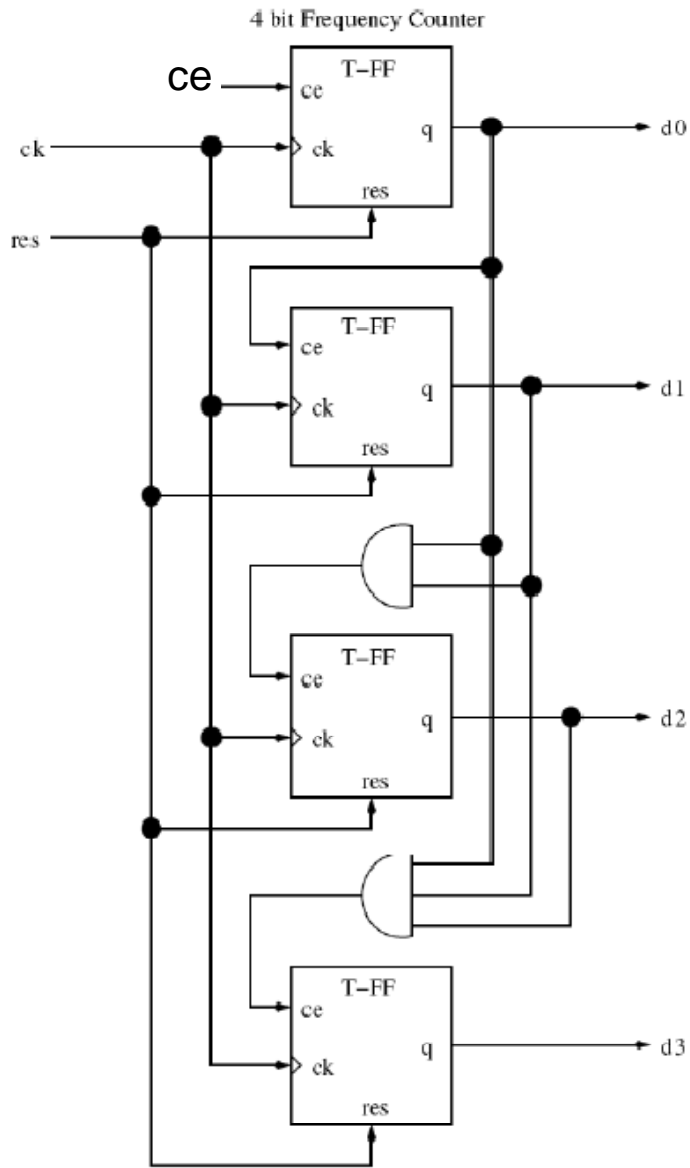 4 bit Frequency Counter
T-FF
ce
ce
q
d0
ck
ck
res
res
T-FF
ce
q
d1
ck
res
T-FF
ce
q
d2
ck
res
T-FF
ce
q
d3
ck
res